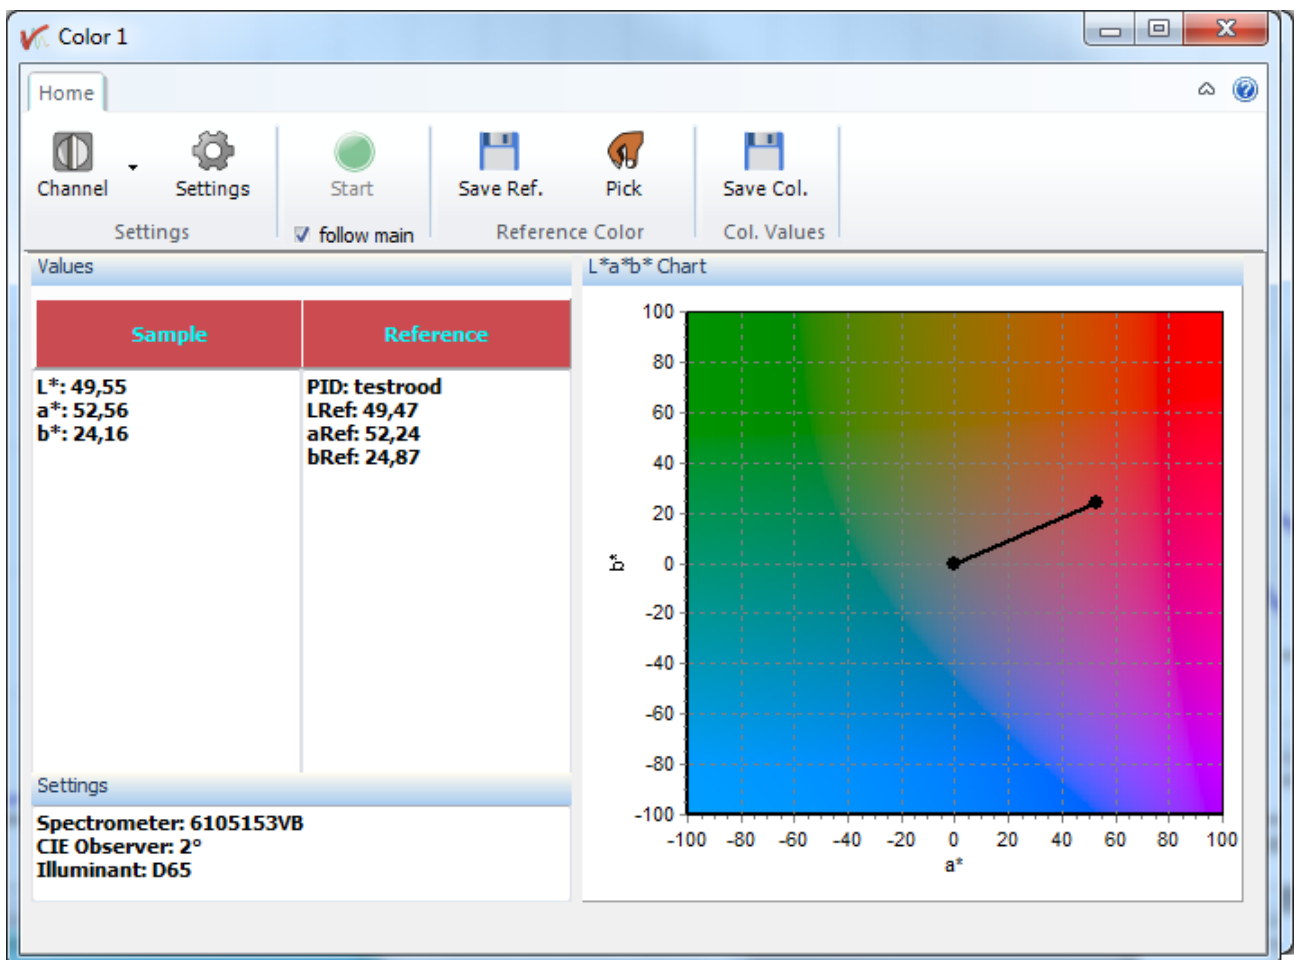 Color 1
Home
Channel
Settings
Start
Save Ref.
Pick
Save Col.
Settings
follow main
Reference Color
Col. Values
Values
Sample
Reference
L*: 49,55
a*: 52,56
b*: 24,16
PID: testrood
LRef: 49,47
aRef: 52,24
bRef: 24,87
Settings
Spectrometer: 6105153VB
CIE Observer: 2°
Illuminant: D65
L*a*b* Chart
100
80
60
40
20
0
-20
-40
-60
-80
-100
b*
-100 -80 -60 -40 -20 0 20 40 60 80 100
a*